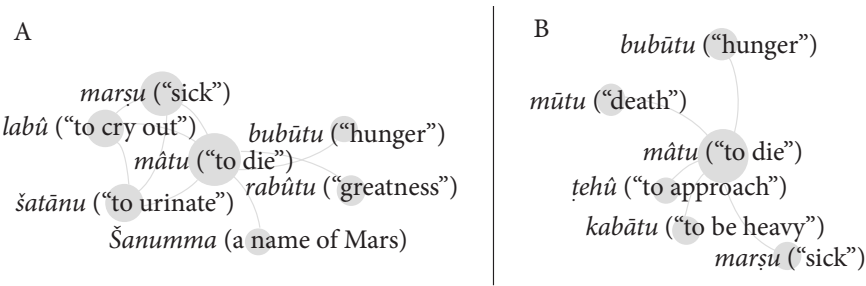 A
marṣu (“sick”)
labû (“to cry out”)
bubūtu (“hunger”)
mâtu (“to die”)
rabûtu (“greatness”)
šatānu (“to urinate”)
Šanumma (a name of Mars)
B
bubūtu (“hunger”)
mūtu (“death”)
mâtu (“to die”)
ṭehû (“to approach”)
kabātu (“to be heavy”)
marṣu (“sick”)